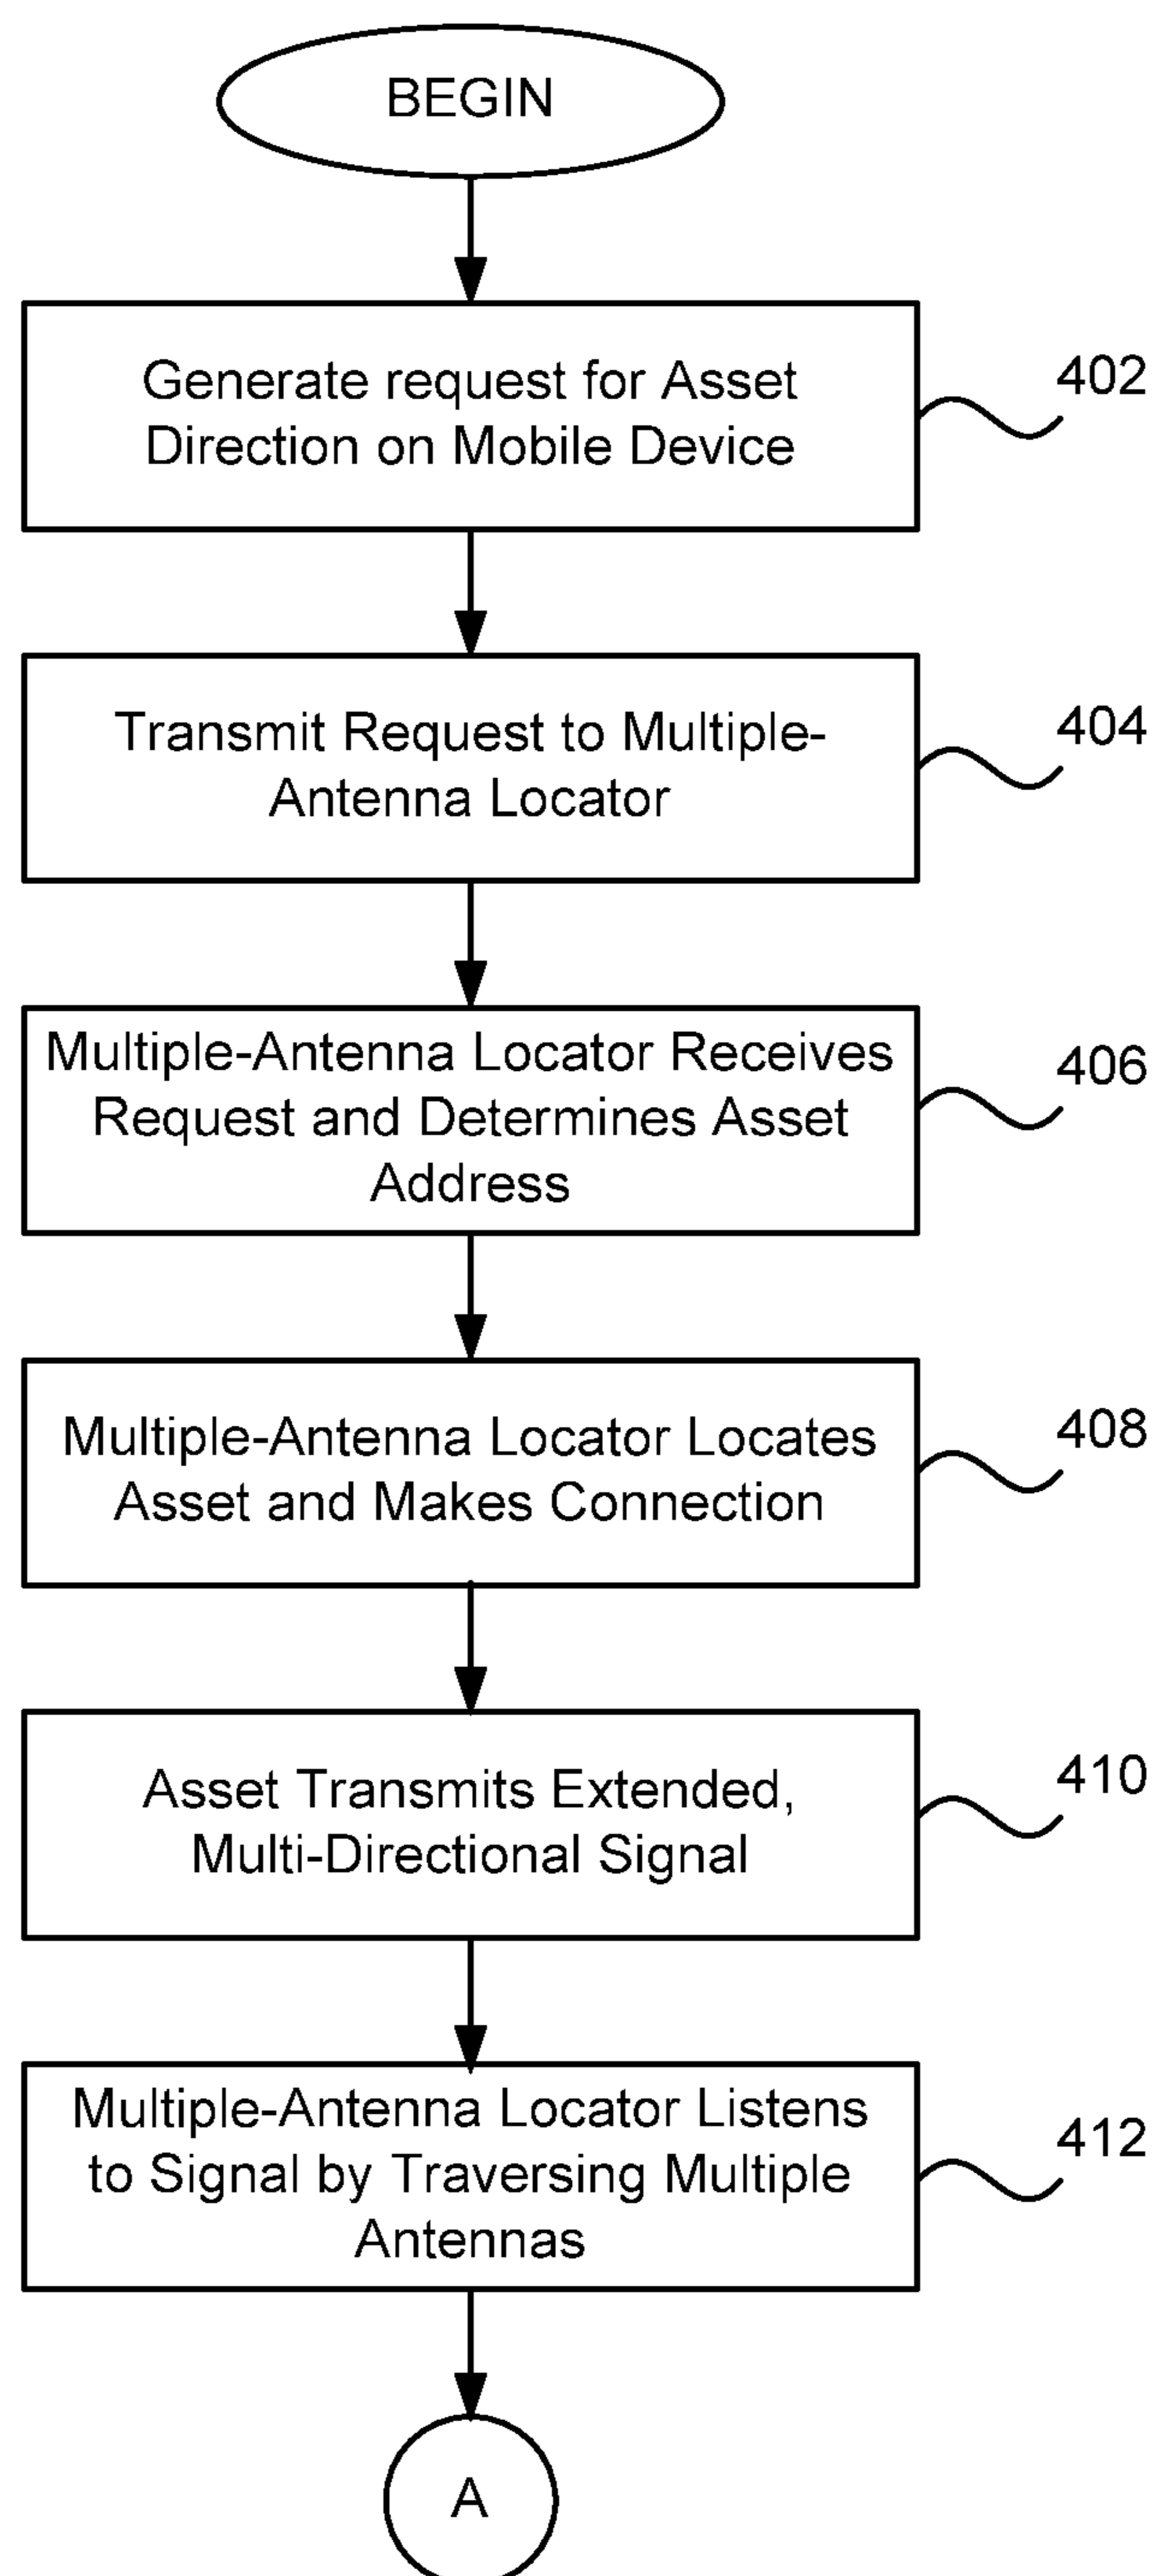 BEGIN
Generate request for Asset
Direction on Mobile Device
402
Transmit Request to Multiple-
Antenna Locator
404
Multiple-Antenna Locator Receives
Request and Determines Asset
Address
406
Multiple-Antenna Locator Locates
Asset and Makes Connection
408
Asset Transmits Extended,
Multi-Directional Signal
410
Multiple-Antenna Locator Listens
to Signal by Traversing Multiple
Antennas
412
A